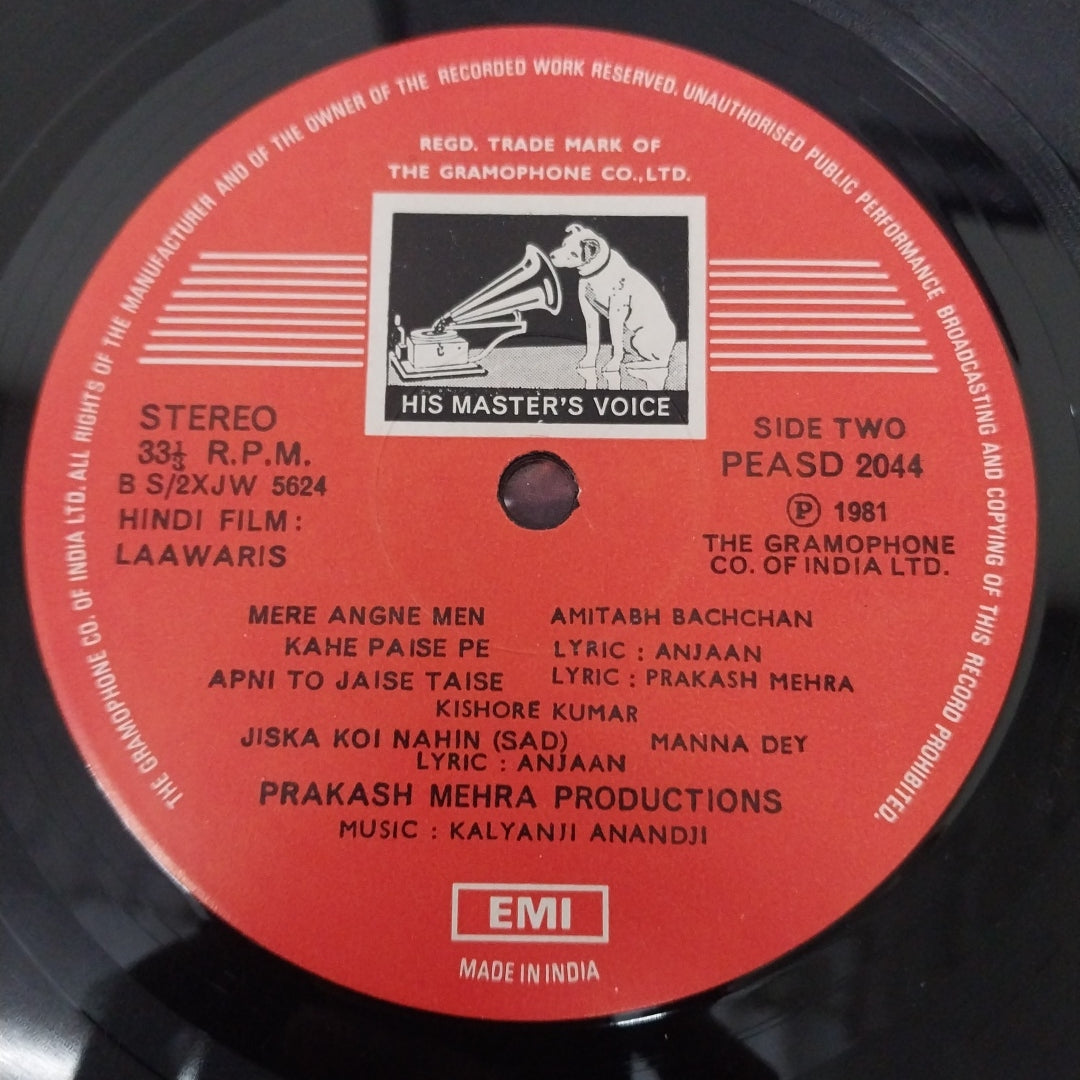 THE GRAMOPHONE CO. OF INDIA LTD. ALL RIGHTS OF THE MANUFACTURER AND OF THE OWNER OF THE RECORDED WORK RESERVED. UNAUTHORISED PUBLIC PERFORMANCE BROADCASTING AND COPYING OF THIS RECORD PROHIBITED.
REGD. TRADE MARK OF
THE GRAMOPHONE CO.,LTD.
HIS MASTER'S VOICE
STEREO
33⅓ R.P.M.
B S/2XJW 5624
HINDI FILM :
LAAWARIS
SIDE TWO
PEASD 2044
℗ 1981
THE GRAMOPHONE
CO. OF INDIA LTD.
MERE ANGNE MEN AMITABH BACHCHAN
KAHE PAISE PE LYRIC : ANJAAN
APNI TO JAISE TAISE LYRIC : PRAKASH MEHRA
KISHORE KUMAR
JISKA KOI NAHIN (SAD) MANNA DEY
LYRIC : ANJAAN
PRAKASH MEHRA PRODUCTIONS
MUSIC : KALYANJI ANANDJI
EMI
MADE IN INDIA